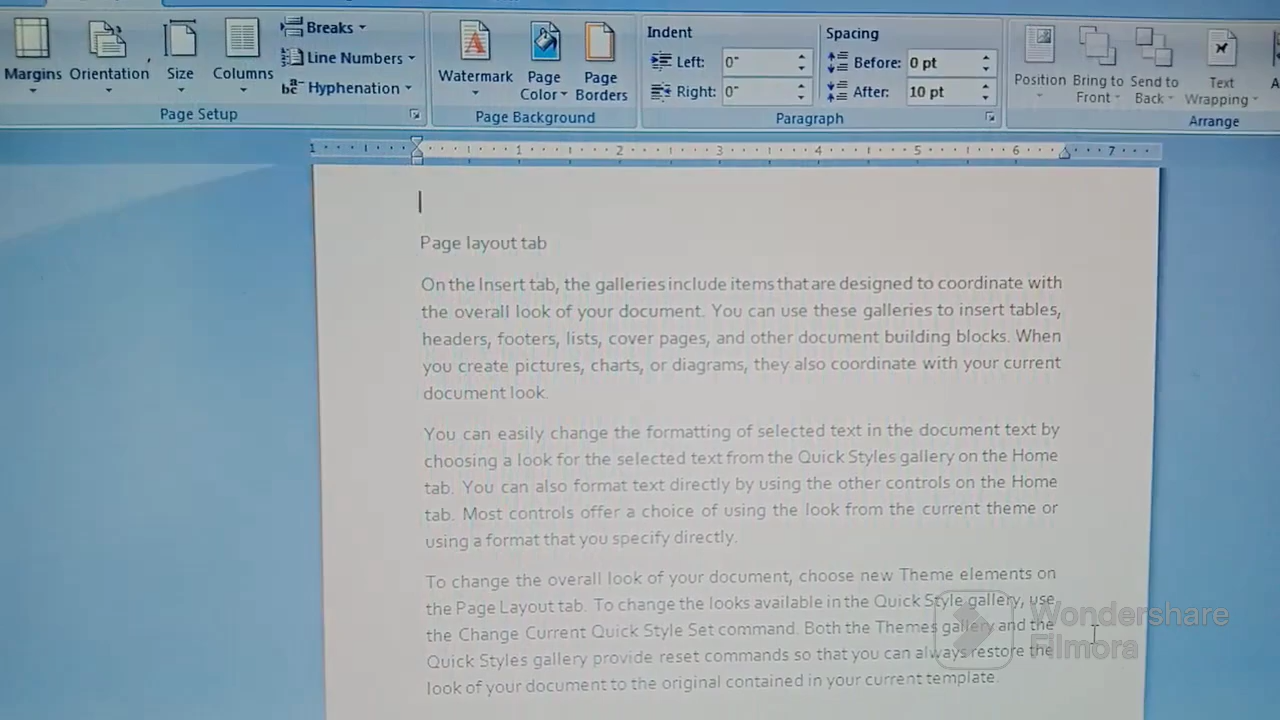 Breaks
Line Numbers
Hyphenation
Margins Orientation Size Columns
Page Setup
Watermark Page Color Page Borders
Page Background
Indent
Left: 0"
Right: 0"
Spacing
Before: 0 pt
After: 10 pt
Paragraph
Position Bring to Front Send to Back Text Wrapping
Arrange
1 1 2 3 4 5 6 7
Page layout tab
On the Insert tab, the galleries include items that are designed to coordinate with
the overall look of your document. You can use these galleries to insert tables,
headers, footers, lists, cover pages, and other document building blocks. When
you create pictures, charts, or diagrams, they also coordinate with your current
document look.
You can easily change the formatting of selected text in the document text by
choosing a look for the selected text from the Quick Styles gallery on the Home
tab. You can also format text directly by using the other controls on the Home
tab. Most controls offer a choice of using the look from the current theme or
using a format that you specify directly.
To change the overall look of your document, choose new Theme elements on
the Page Layout tab. To change the looks available in the Quick Style gallery, use
the Change Current Quick Style Set command. Both the Themes gallery and the
Quick Styles gallery provide reset commands so that you can always restore the
look of your document to the original contained in your current template.
Wondershare
Filmora